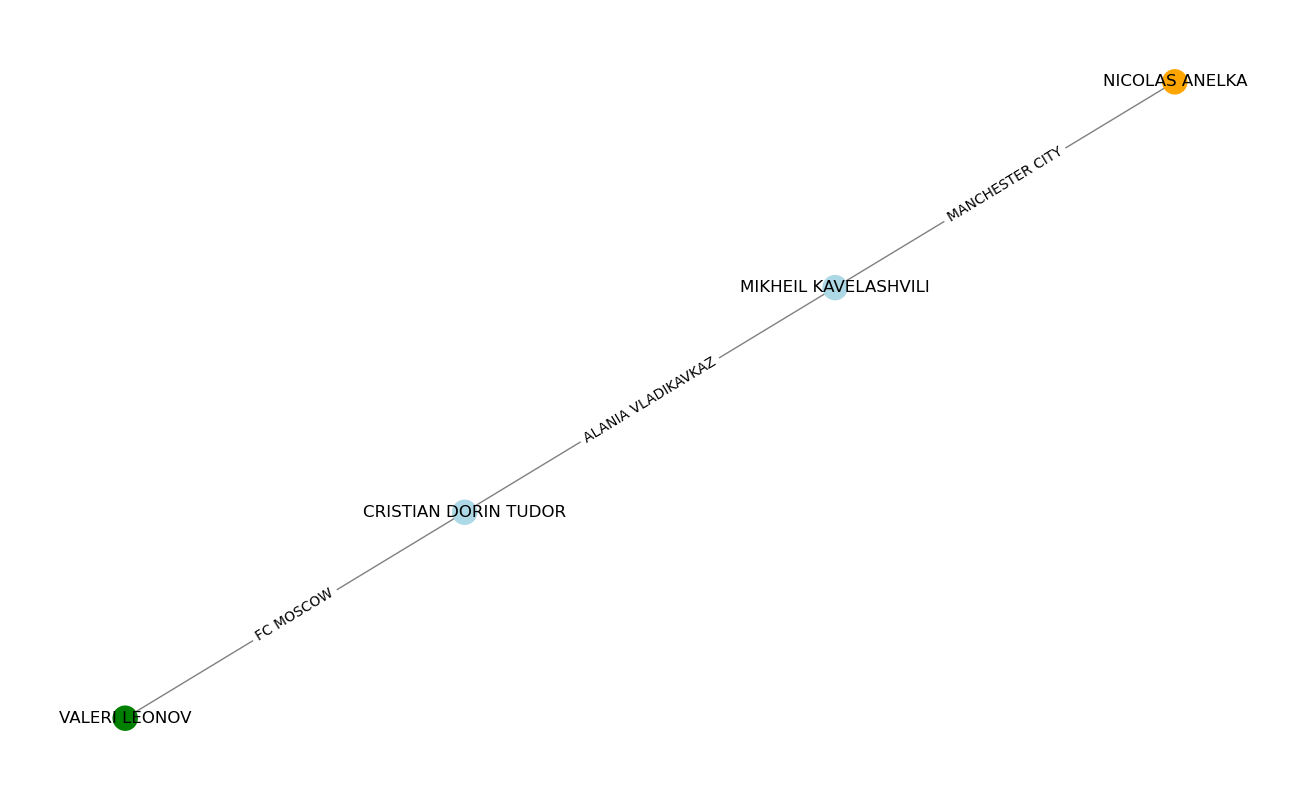 NICOLAS ANELKA
MANCHESTER CITY
MIKHEIL KAVELASHVILI
ALANIA VLADIKAVKAZ
CRISTIAN DORIN TUDOR
FC MOSCOW
VALERI LEONOV